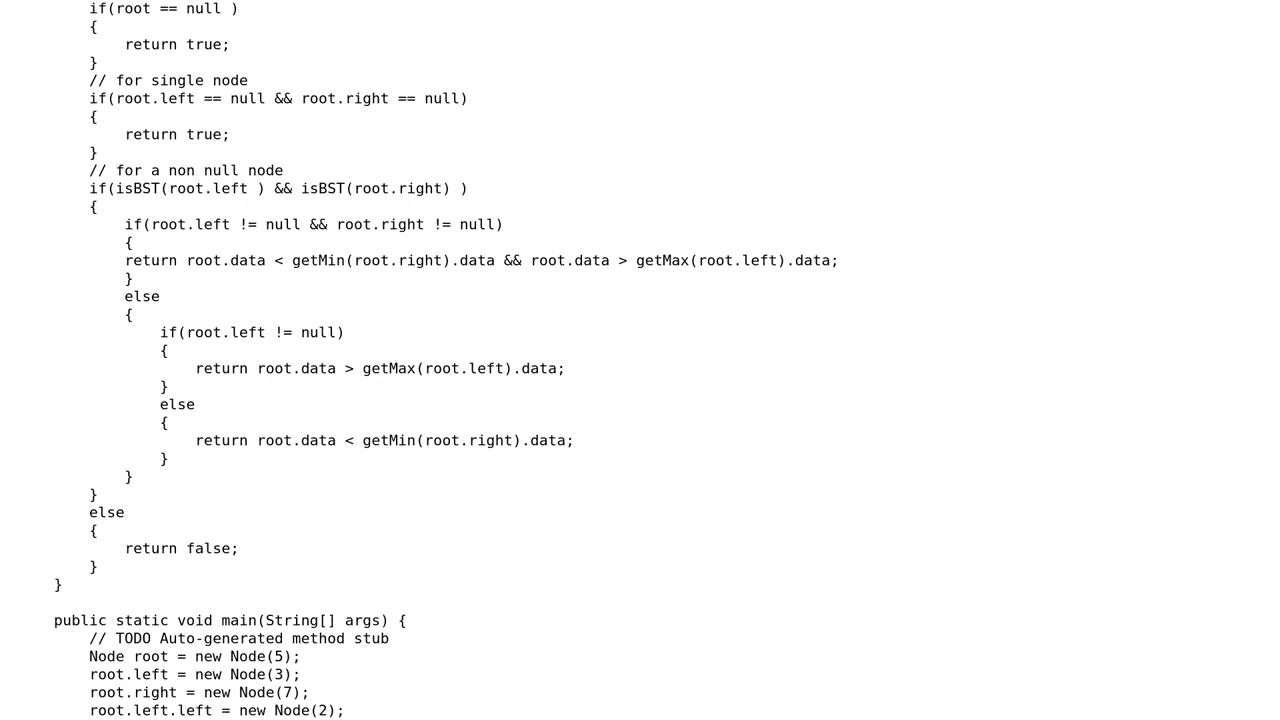 if(root == null )
{
return true;
}
// for single node
if(root.left == null && root.right == null)
{
return true;
}
// for a non null node
if(isBST(root.left ) && isBST(root.right) )
{
if(root.left != null && root.right != null)
{
return root.data < getMin(root.right).data && root.data > getMax(root.left).data;
}
else
{
if(root.left != null)
{
return root.data > getMax(root.left).data;
}
else
{
return root.data < getMin(root.right).data;
}
}
}
else
{
return false;
}
}
public static void main(String[] args) {
// TODO Auto-generated method stub
Node root = new Node(5);
root.left = new Node(3);
root.right = new Node(7);
root.left.left = new Node(2);